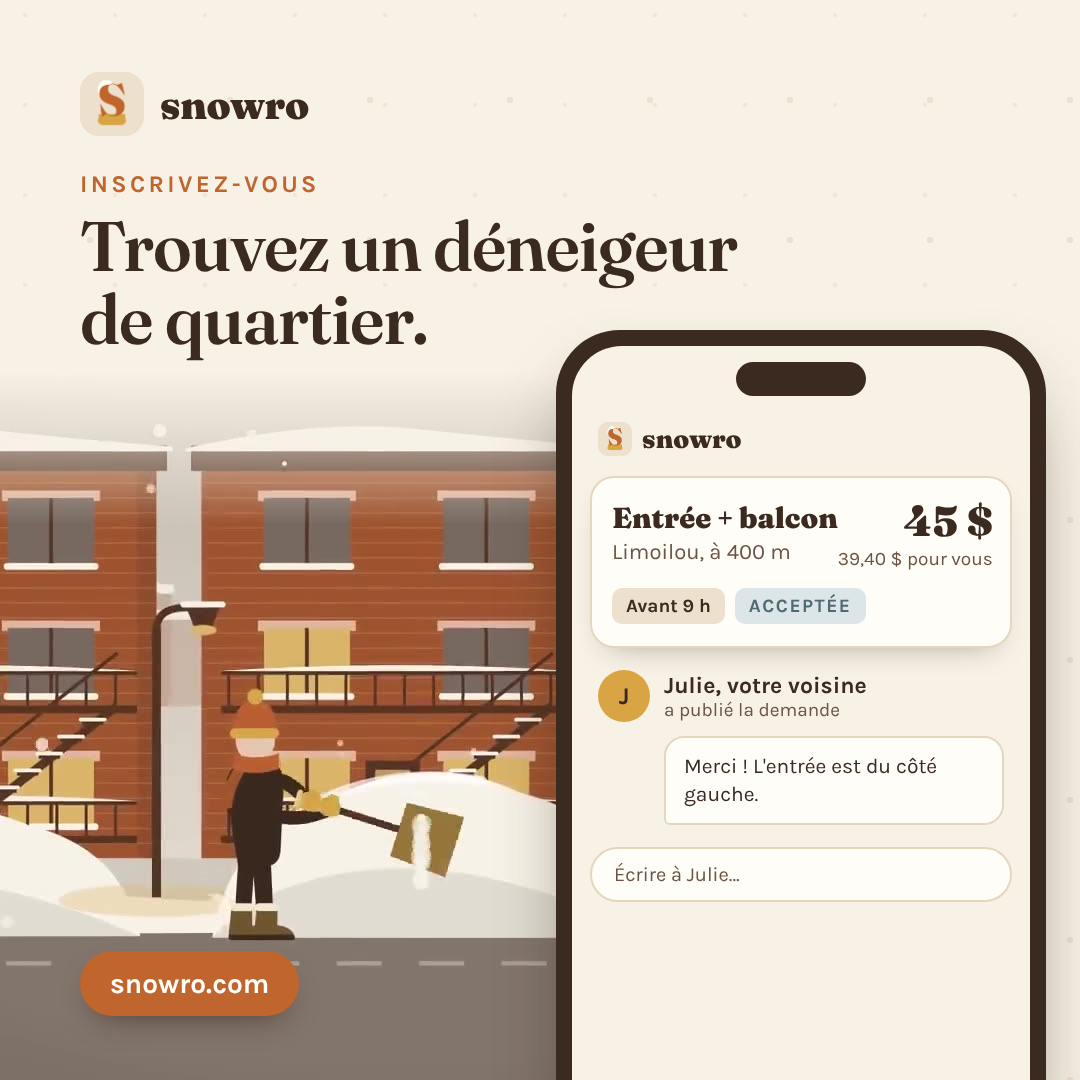 S snowro
INSCRIVEZ-VOUS
Trouvez un déneigeur
de quartier.
S snowro
Entrée + balcon
45 $
Limoilou, à 400 m
39,40 $ pour vous
Avant 9 h
ACCEPTÉE
J
Julie, votre voisine
a publié la demande
Merci ! L'entrée est du côté
gauche.
Écrire à Julie…
snowro.com